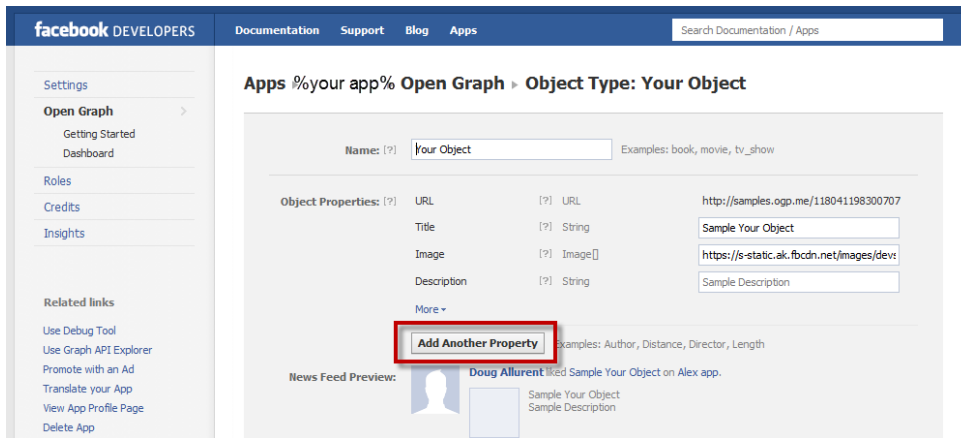 facebook DEVELOPERS
Documentation Support Blog Apps
Search Documentation / Apps
Settings
Open Graph
Getting Started
Dashboard
Roles
Credits
Insights
Related links
Use Debug Tool
Use Graph API Explorer
Promote with an Ad
Translate your App
View App Profile Page
Delete App
Apps %your app% Open Graph ▸ Object Type: Your Object
Name: [?] Your Object Examples: book, movie, tv_show
Object Properties: [?] URL [?] URL http://samples.ogp.me/118041198300707
Title [?] String Sample Your Object
Image [?] Image[] https://s-static.ak.fbcdn.net/images/devs
Description [?] String Sample Description
More
Add Another Property Examples: Author, Distance, Director, Length
News Feed Preview: Doug Allurent liked Sample Your Object on Alex app.
Sample Your Object
Sample Description